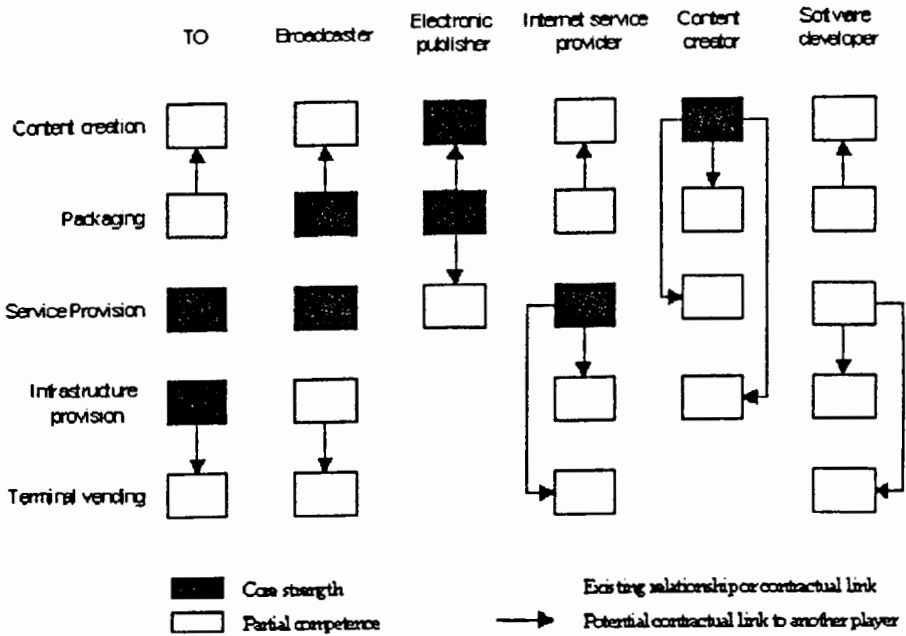 TO
Broadcaster
Electronic
publisher
Internet service
provider
Content
creator
Software
developer
Content creation
Packaging
Service Provision
Infrastructure
provision
Terminal vending
Core strength
Partial competence
Existing relationship or contractual link
Potential contractual link to another player